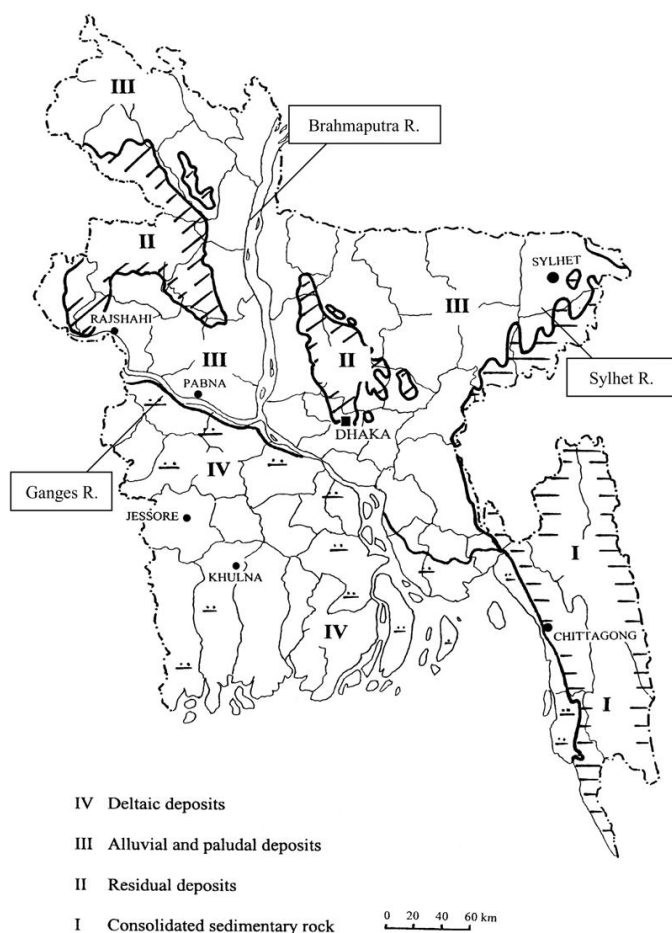 III
Brahmaputra R.
II
SYLHET
RAJSHAHI
III
III
II
PABNA
Sylhet R.
DHAKA
IV
Ganges R.
JESSORE
I
KHULNA
IV
CHITTAGONG
I
IV Deltaic deposits
III Alluvial and paludal deposits
II Residual deposits
I Consolidated sedimentary rock
0 20 40 60 km